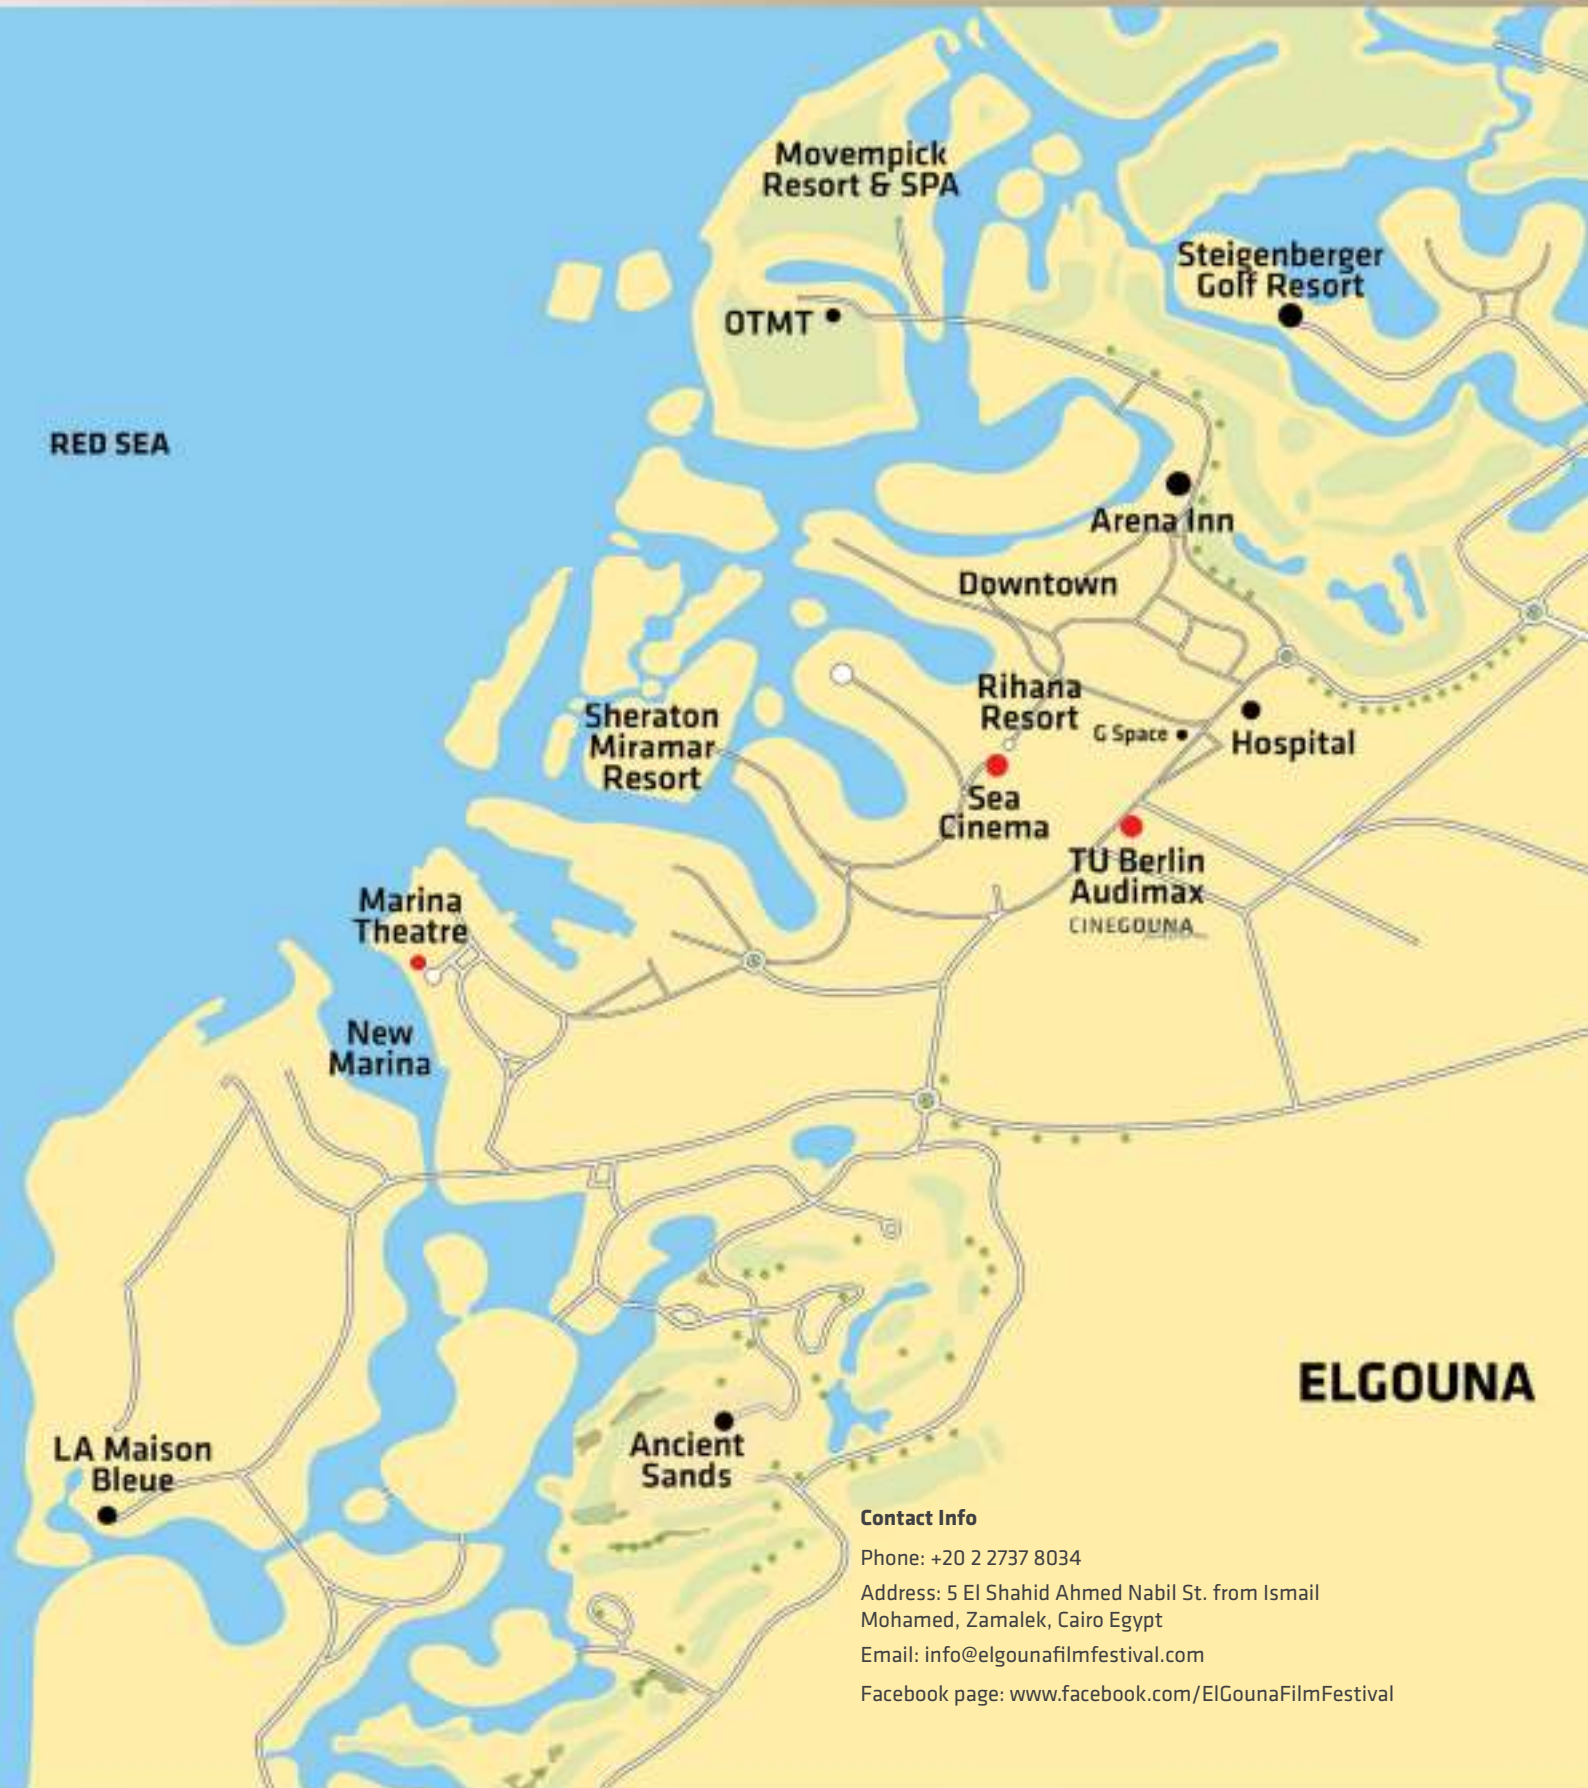 Movempick
Resort & SPA
Steigenberger
Golf Resort
OTMT
RED SEA
Arena Inn
Downtown
Rihana
Resort
G Space
Hospital
Sheraton
Miramar
Resort
Sea
Cinema
TU Berlin
Audimax
CINEGOUNA
Marina
Theatre
New
Marina
ELGOUNA
LA Maison
Bleue
Ancient
Sands
Contact Info
Phone: +20 2 2737 8034
Address: 5 El Shahid Ahmed Nabil St. from Ismail
Mohamed, Zamalek, Cairo Egypt
Email: info@elgounafilmfestival.com
Facebook page: www.facebook.com/ElGounaFilmFestival